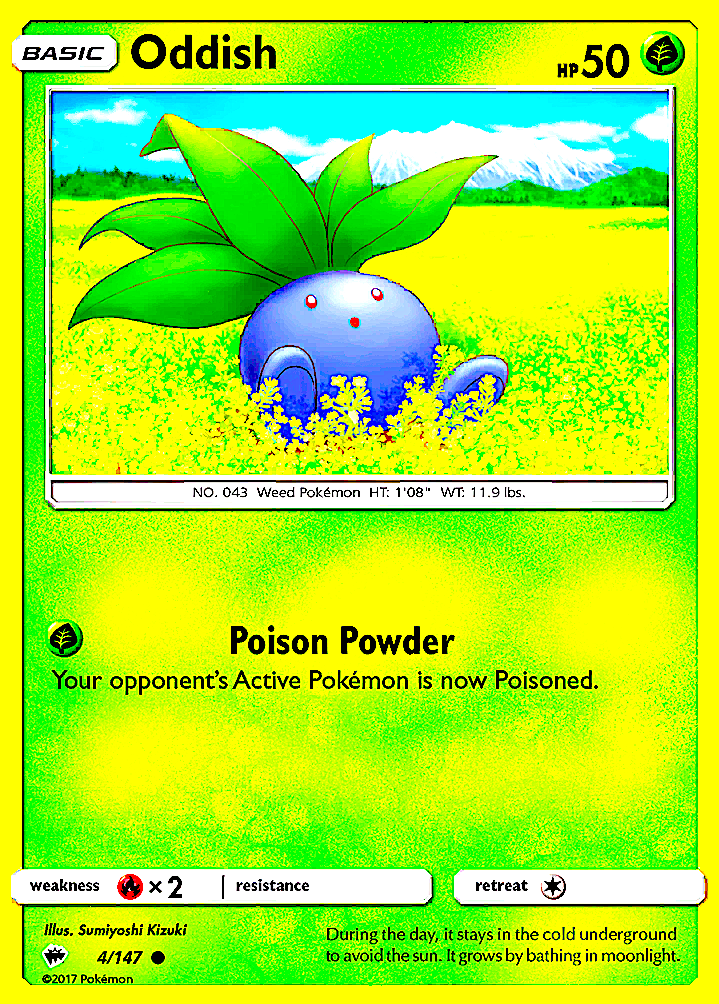 BASIC Oddish HP 50
NO. 043 Weed Pokémon HT: 1'08" WT: 11.9 lbs.
Poison Powder
Your opponent's Active Pokémon is now Poisoned.
weakness × 2 resistance retreat
Illus. Sumiyoshi Kizuki
4/147
©2017 Pokémon
During the day, it stays in the cold underground
to avoid the sun. It grows by bathing in moonlight.